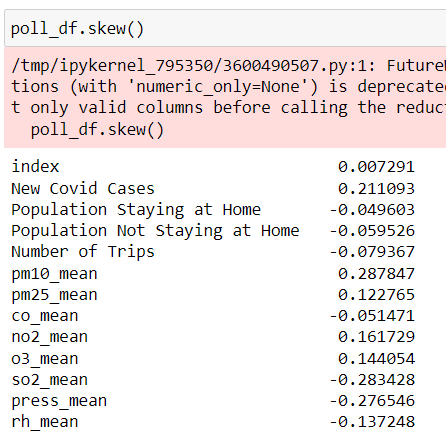 poll_df.skew()
/tmp/ipykernel_795350/3600490507.py:1: Future
tions (with 'numeric_only=None') is deprecate
t only valid columns before calling the reduc
poll_df.skew()
index 0.007291
New Covid Cases 0.211093
Population Staying at Home -0.049603
Population Not Staying at Home -0.059526
Number of Trips -0.079367
pm10_mean 0.287847
pm25_mean 0.122765
co_mean -0.051471
no2_mean 0.161729
o3_mean 0.144054
so2_mean -0.283428
press_mean -0.276546
rh_mean -0.137248